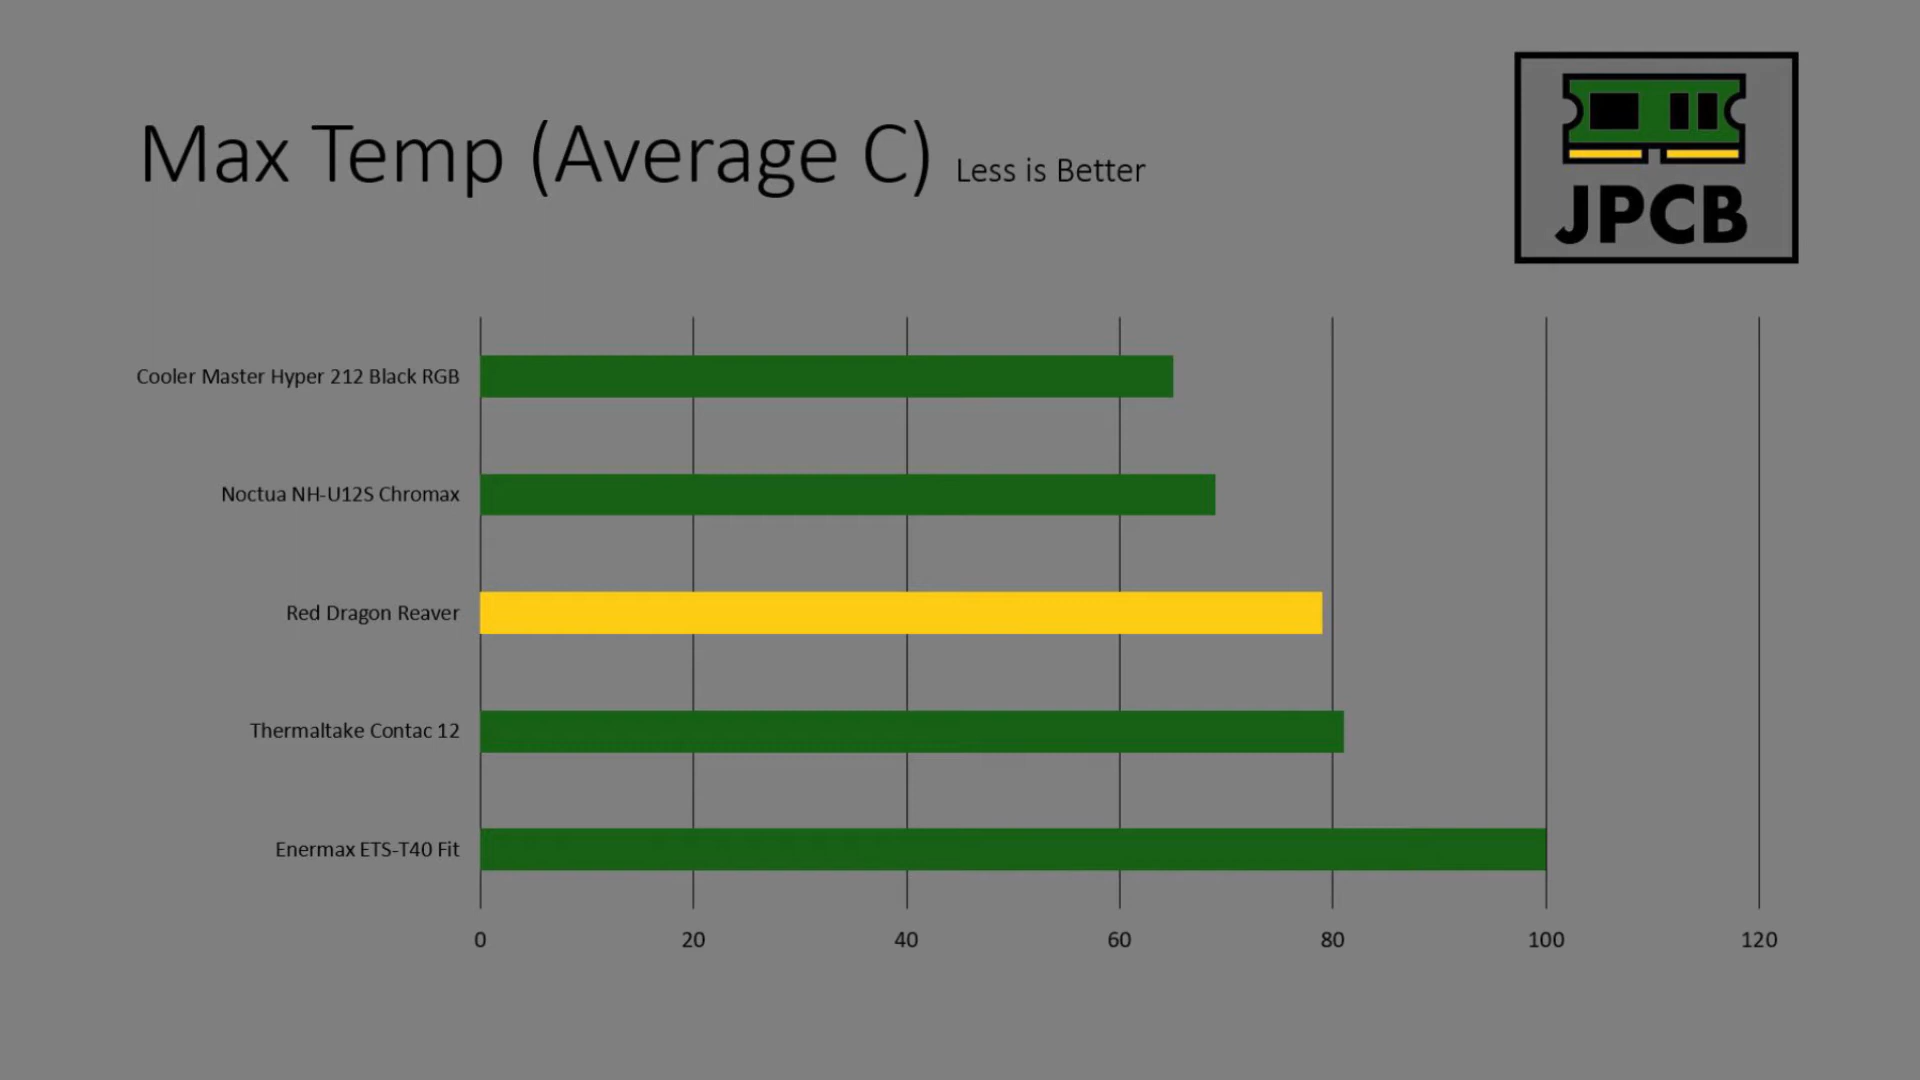 Max Temp (Average C) Less is Better
JPCB
Cooler Master Hyper 212 Black RGB
Noctua NH-U12S Chromax
Red Dragon Reaver
Thermaltake Contac 12
Enermax ETS-T40 Fit
0 20 40 60 80 100 120